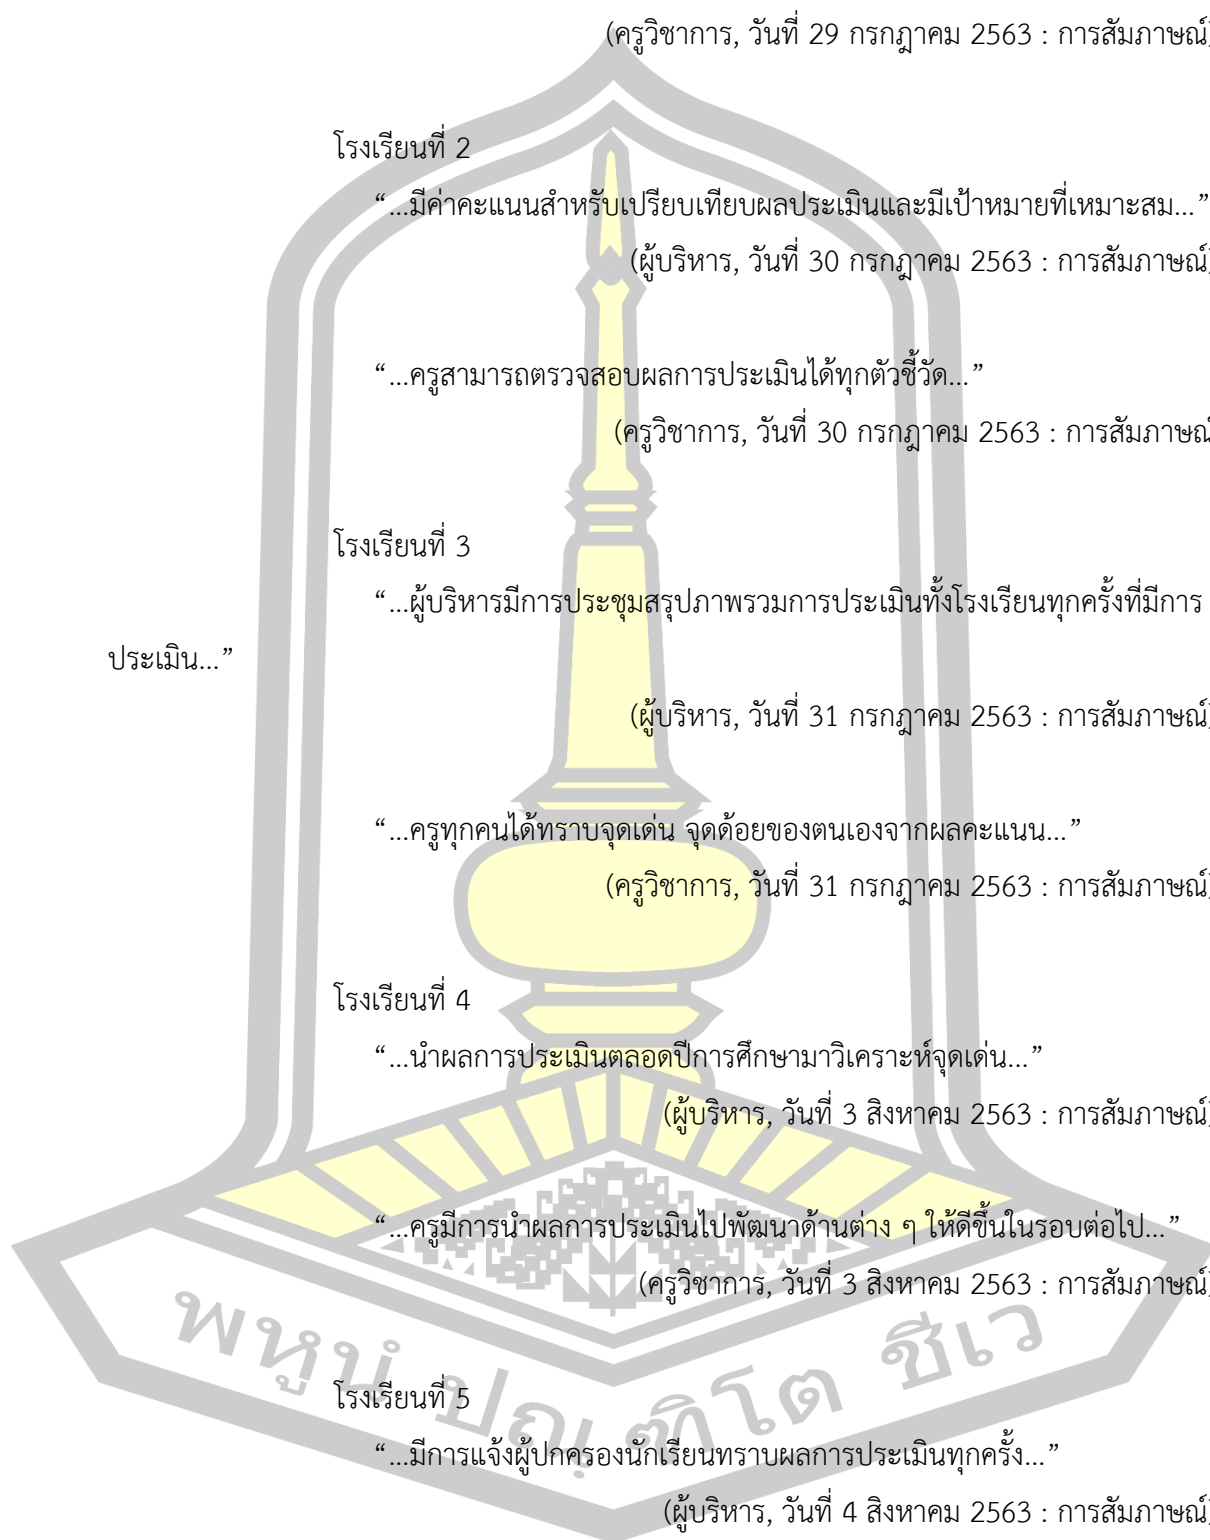 (ครูวิชาการ, วันที่ 29 กรกฎาคม 2563 : การสัมภาษณ์)
โรงเรียนที่ 2
“...มีค่าคะแนนสำหรับเปรียบเทียบผลประเมินและมีเป้าหมายที่เหมาะสม...”
(ผู้บริหาร, วันที่ 30 กรกฎาคม 2563 : การสัมภาษณ์)
“...ครูสามารถตรวจสอบผลการประเมินได้ทุกตัวชี้วัด...”
(ครูวิชาการ, วันที่ 30 กรกฎาคม 2563 : การสัมภาษณ์
โรงเรียนที่ 3
“...ผู้บริหารมีการประชุมสรุปภาพรวมการประเมินทั้งโรงเรียนทุกครั้งที่มีการ
ประเมิน...”
(ผู้บริหาร, วันที่ 31 กรกฎาคม 2563 : การสัมภาษณ์)
“...ครูทุกคนได้ทราบจุดเด่น จุดด้อยของตนเองจากผลคะแนน...”
(ครูวิชาการ, วันที่ 31 กรกฎาคม 2563 : การสัมภาษณ์)
โรงเรียนที่ 4
“...นำผลการประเมินตลอดปีการศึกษามาวิเคราะห์จุดเด่น...”
(ผู้บริหาร, วันที่ 3 สิงหาคม 2563 : การสัมภาษณ์)
“...ครูมีการนำผลการประเมินไปพัฒนาด้านต่าง ๆ ให้ดีขึ้นในรอบต่อไป...”
(ครูวิชาการ, วันที่ 3 สิงหาคม 2563 : การสัมภาษณ์)
พหูนํ ปณฺฑิโต ชีเว
โรงเรียนที่ 5
“...มีการแจ้งผู้ปกครองนักเรียนทราบผลการประเมินทุกครั้ง...”
(ผู้บริหาร, วันที่ 4 สิงหาคม 2563 : การสัมภาษณ์)